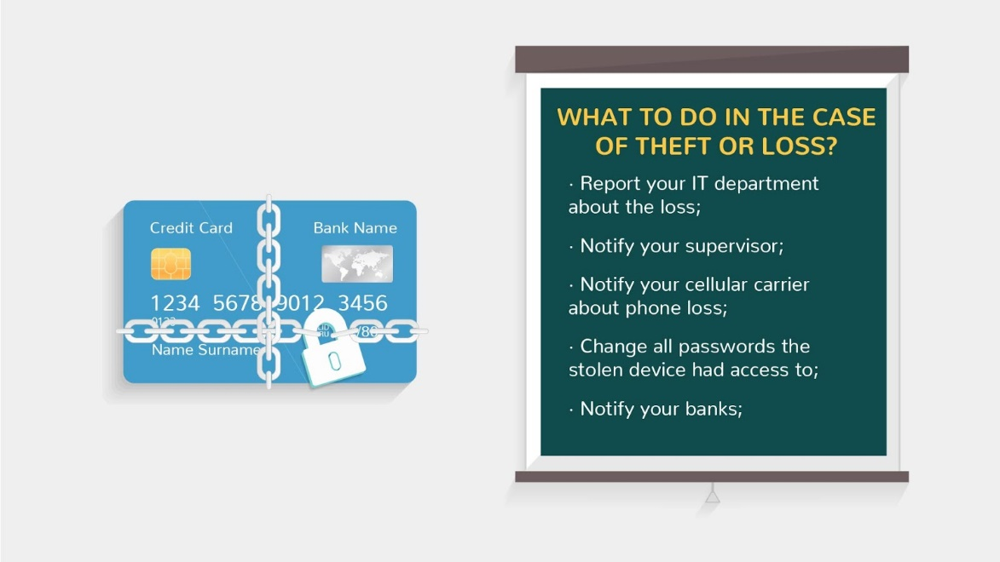 Credit Card
Bank Name
1234 5678 9012 3456
0123
/80
Name Surname
WHAT TO DO IN THE CASE
OF THEFT OR LOSS?
· Report your IT department
about the loss;
· Notify your supervisor;
· Notify your cellular carrier
about phone loss;
· Change all passwords the
stolen device had access to;
· Notify your banks;